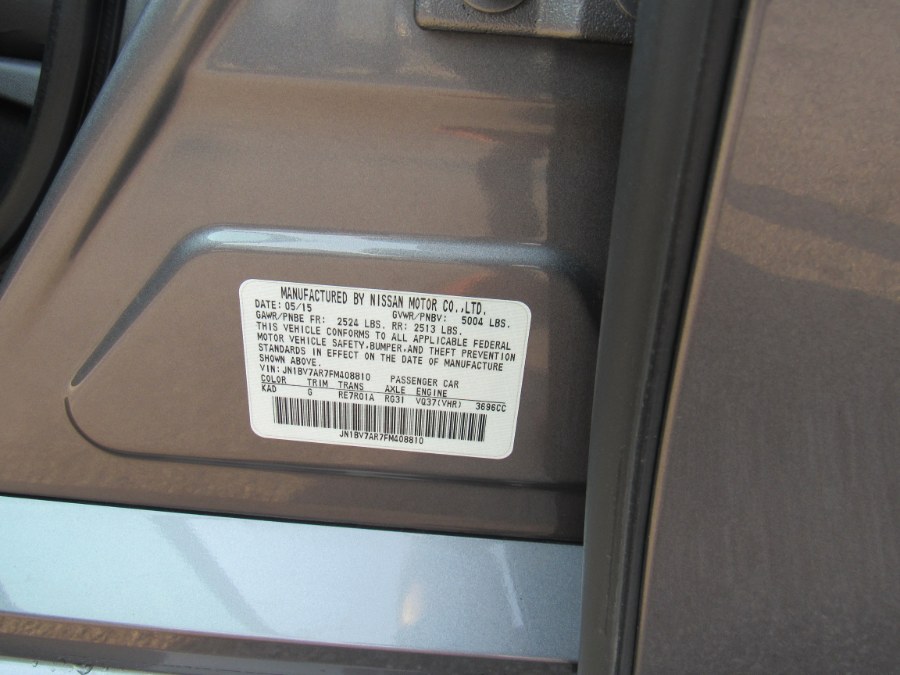 MANUFACTURED BY NISSAN MOTOR CO.,LTD.
DATE: 05/15 GVWR/PNBV: 5004 LBS.
GAWR/PNBE FR: 2524 LBS. RR: 2513 LBS.
THIS VEHICLE CONFORMS TO ALL APPLICABLE FEDERAL
MOTOR VEHICLE SAFETY,BUMPER,AND THEFT PREVENTION
STANDARDS IN EFFECT ON THE DATE OF MANUFACTURE
SHOWN ABOVE.
VIN: JN1BV7AR7FM408810 PASSENGER CAR
COLOR TRIM TRANS AXLE ENGINE
KAD G RE7R01A RG31 VQ37(VHR) 3696CC
JN1BV7AR7FM408810